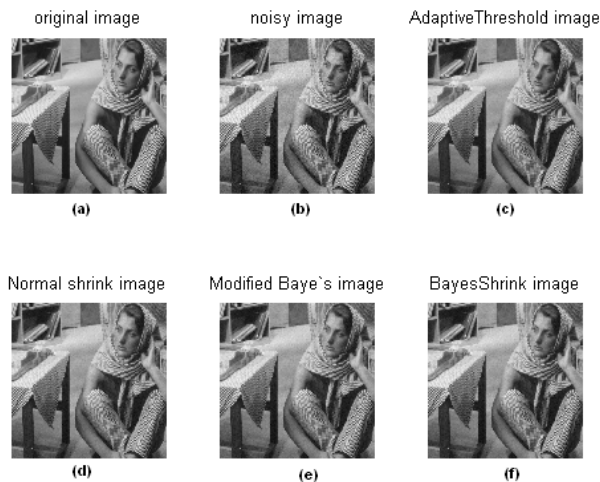 original image
noisy image
AdaptiveThreshold image
(a)
(b)
(c)
Normal shrink image
Modified Baye`s image
BayesShrink image
(d)
(e)
(f)